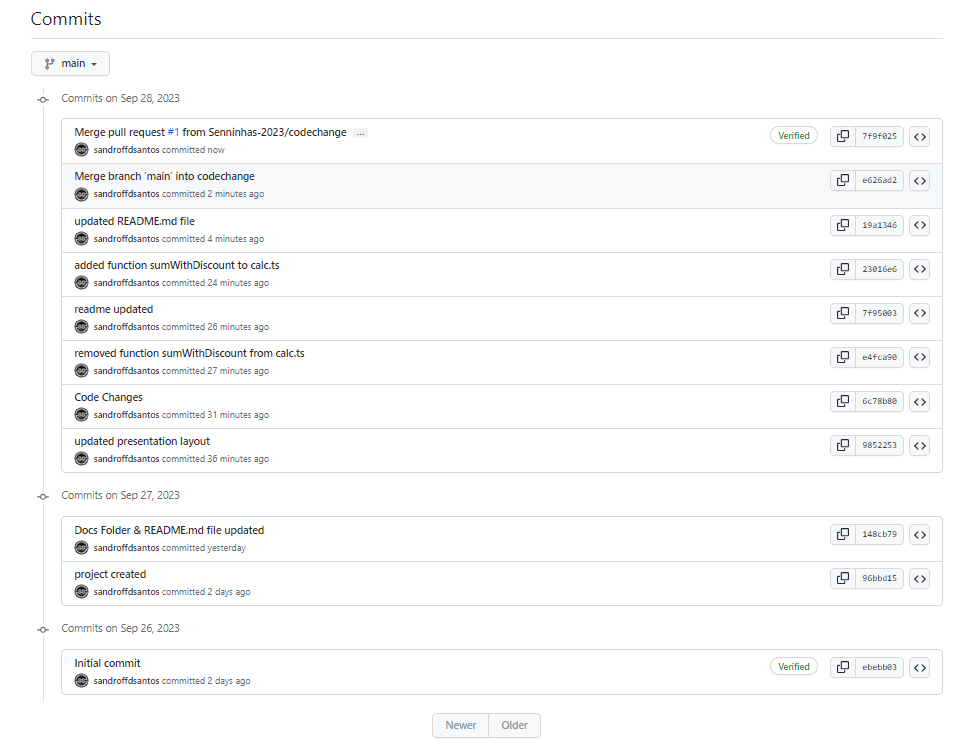 Commits
main
Commits on Sep 28, 2023
Merge pull request #1 from Senninhas-2023/codechange ...
Verified
7f9f025
sandroffdsantos committed now
Merge branch 'main' into codechange
e626ad2
sandroffdsantos committed 2 minutes ago
updated README.md file
19a1346
sandroffdsantos committed 4 minutes ago
added function sumWithDiscount to calc.ts
23016e6
sandroffdsantos committed 24 minutes ago
readme updated
7f95003
sandroffdsantos committed 26 minutes ago
removed function sumWithDiscount from calc.ts
e4fca90
sandroffdsantos committed 27 minutes ago
Code Changes
6c78b80
sandroffdsantos committed 31 minutes ago
updated presentation layout
9852253
sandroffdsantos committed 36 minutes ago
Commits on Sep 27, 2023
Docs Folder & README.md file updated
148cb79
sandroffdsantos committed yesterday
project created
96bbd15
sandroffdsantos committed 2 days ago
Commits on Sep 26, 2023
Initial commit
Verified
ebebb03
sandroffdsantos committed 2 days ago
Newer Older